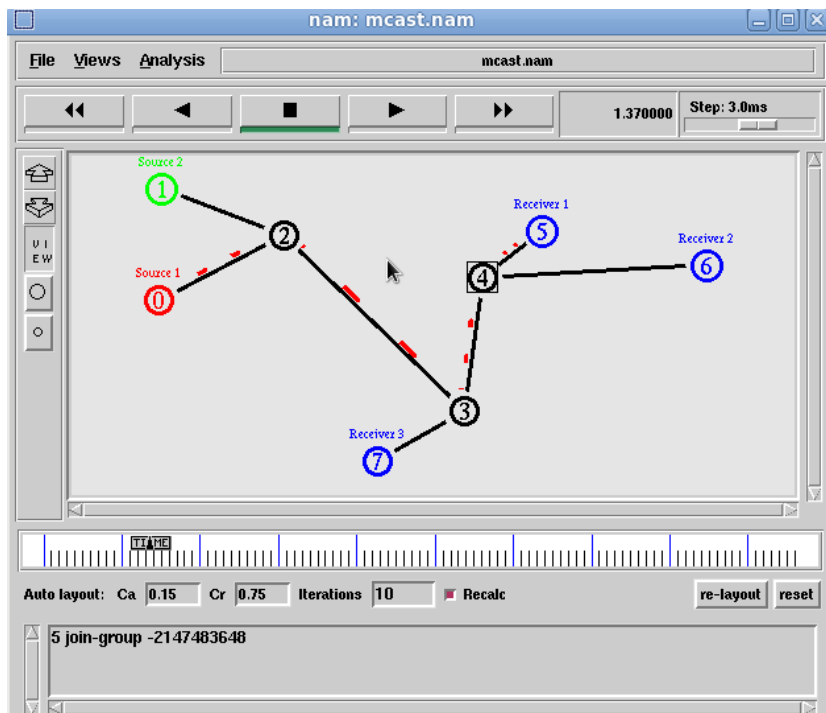 nam: mcast.nam
File Views Analysis mcast.nam
1.370000 Step: 3.0ms
VI
EW
Source 2
1
2
Source 1
0
Receiver 1
5
Receiver 2
6
4
3
Receiver 3
7
TIME
Auto layout: Ca 0.15 Cr 0.75 Iterations 10 Recalc re-layout reset
5 join-group -2147483648